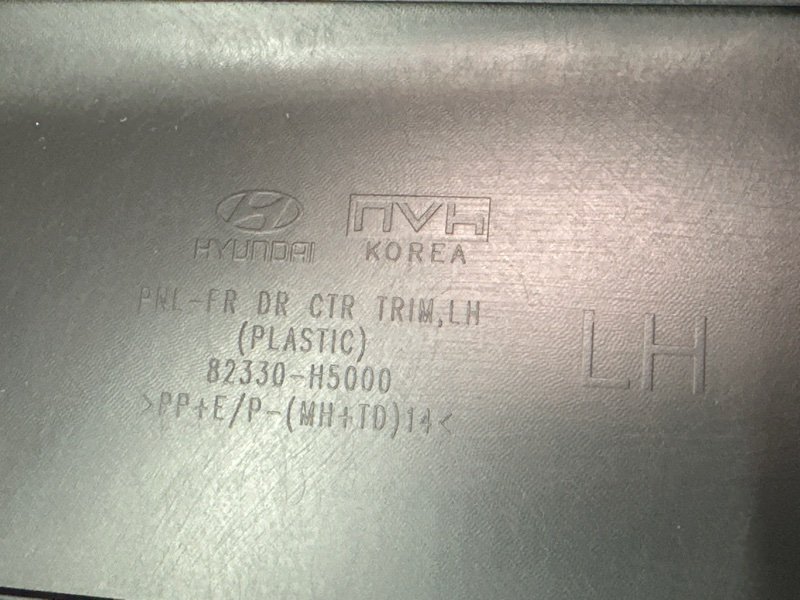 HYUNDAI
NVH
KOREA
PNL-FR DR CTR TRIM,LH
(PLASTIC)
82330-H5000
>PP+E/P-(MH+TD)14<
LH